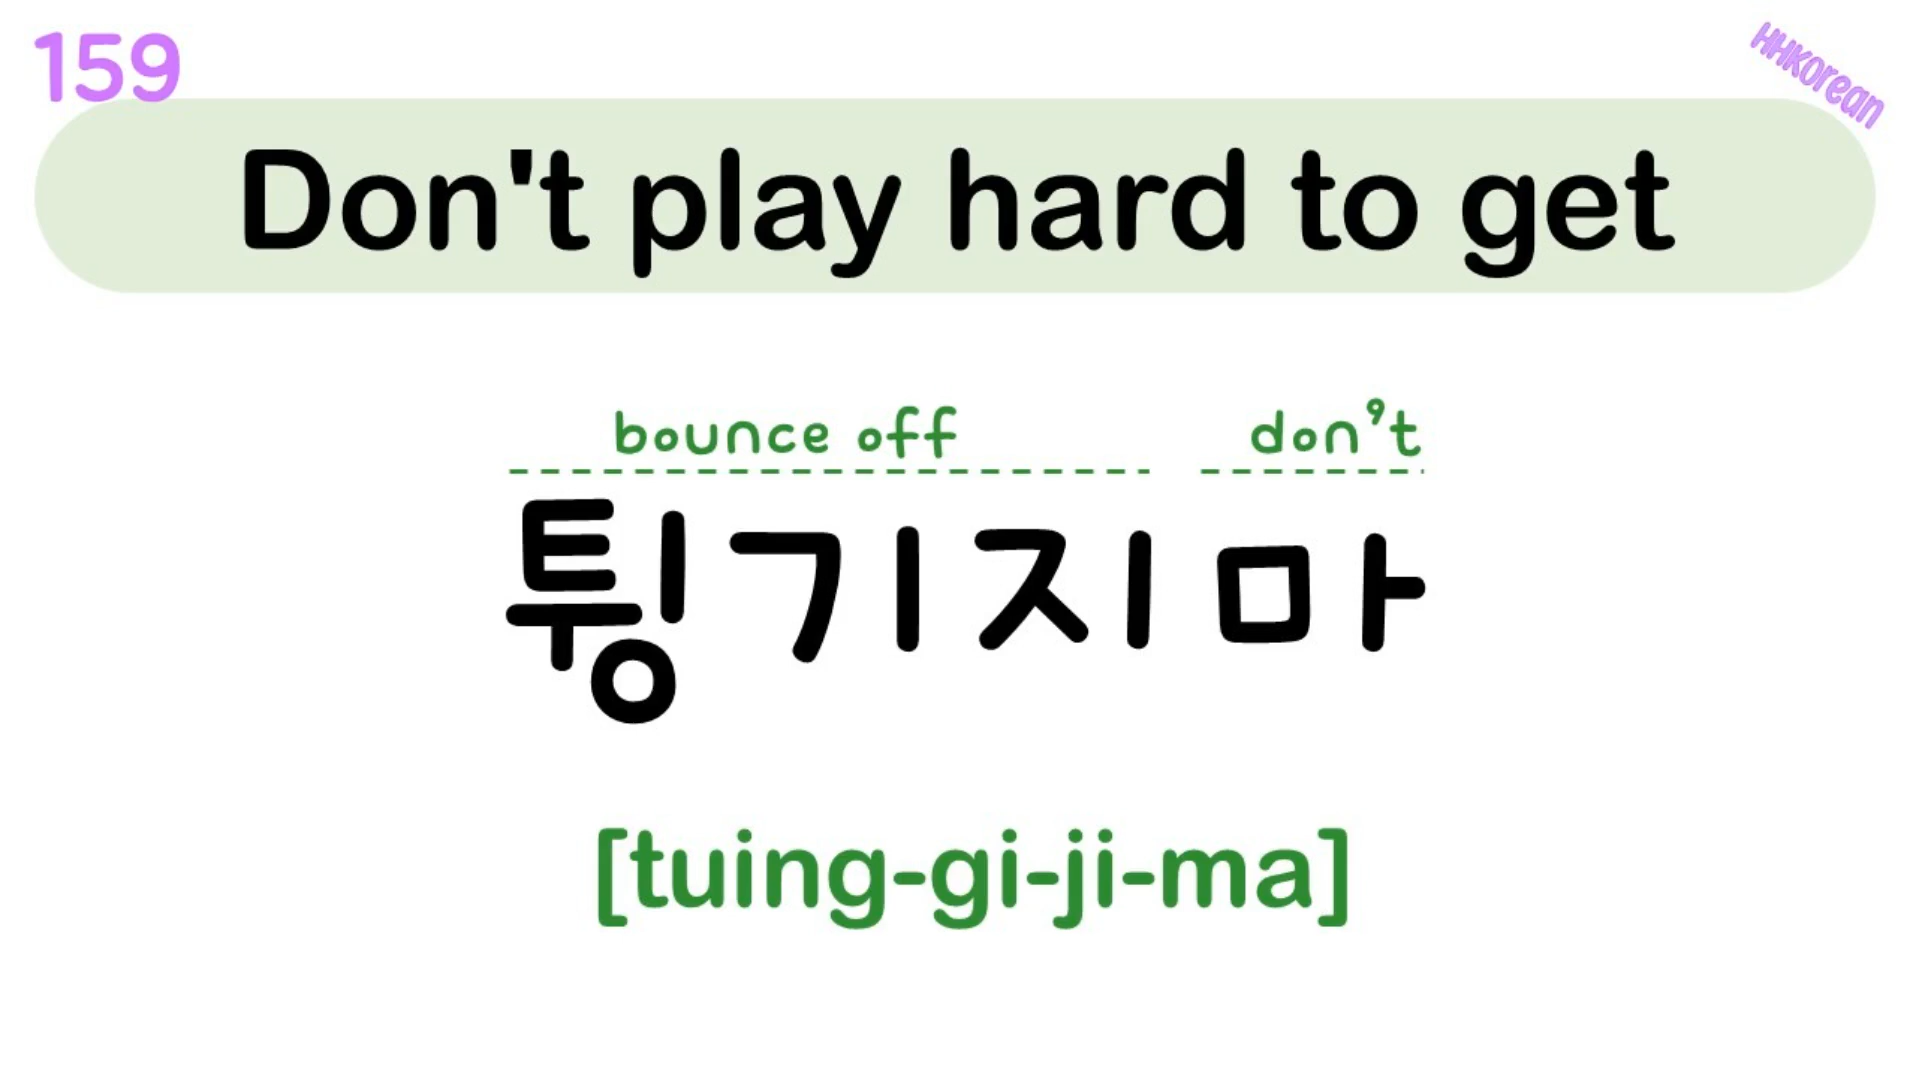 159
HHKorean
Don't play hard to get
bounce off don't
튕기지 마
[tuing-gi-ji-ma]